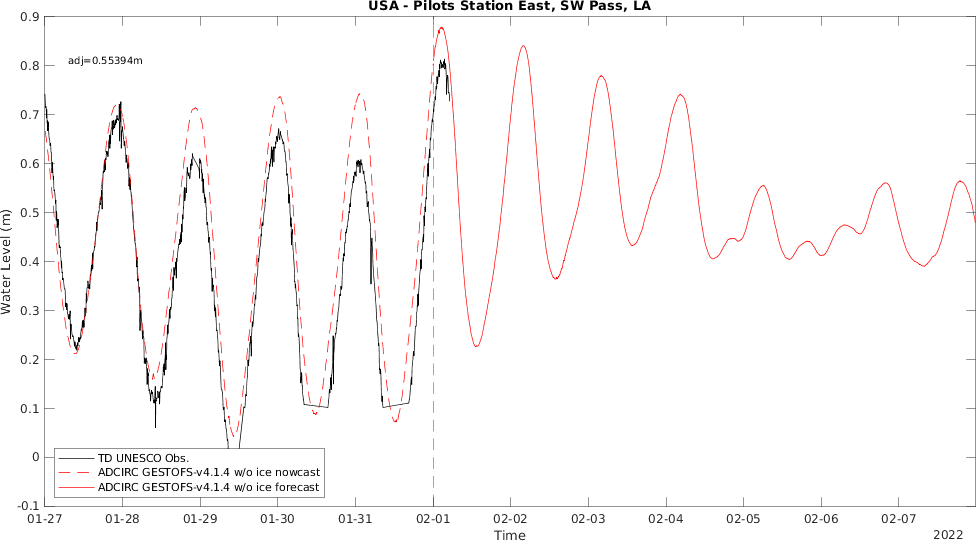 USA - Pilots Station East, SW Pass, LA
0.9
0.8
0.7
0.6
0.5
0.4
0.3
0.2
0.1
0
-0.1
Water Level (m)
adj=0.55394m
TD UNESCO Obs.
ADCIRC GESTOFS-v4.1.4 w/o ice nowcast
ADCIRC GESTOFS-v4.1.4 w/o ice forecast
01-27 01-28 01-29 01-30 01-31 02-01 02-02 02-03 02-04 02-05 02-06 02-07
Time
2022